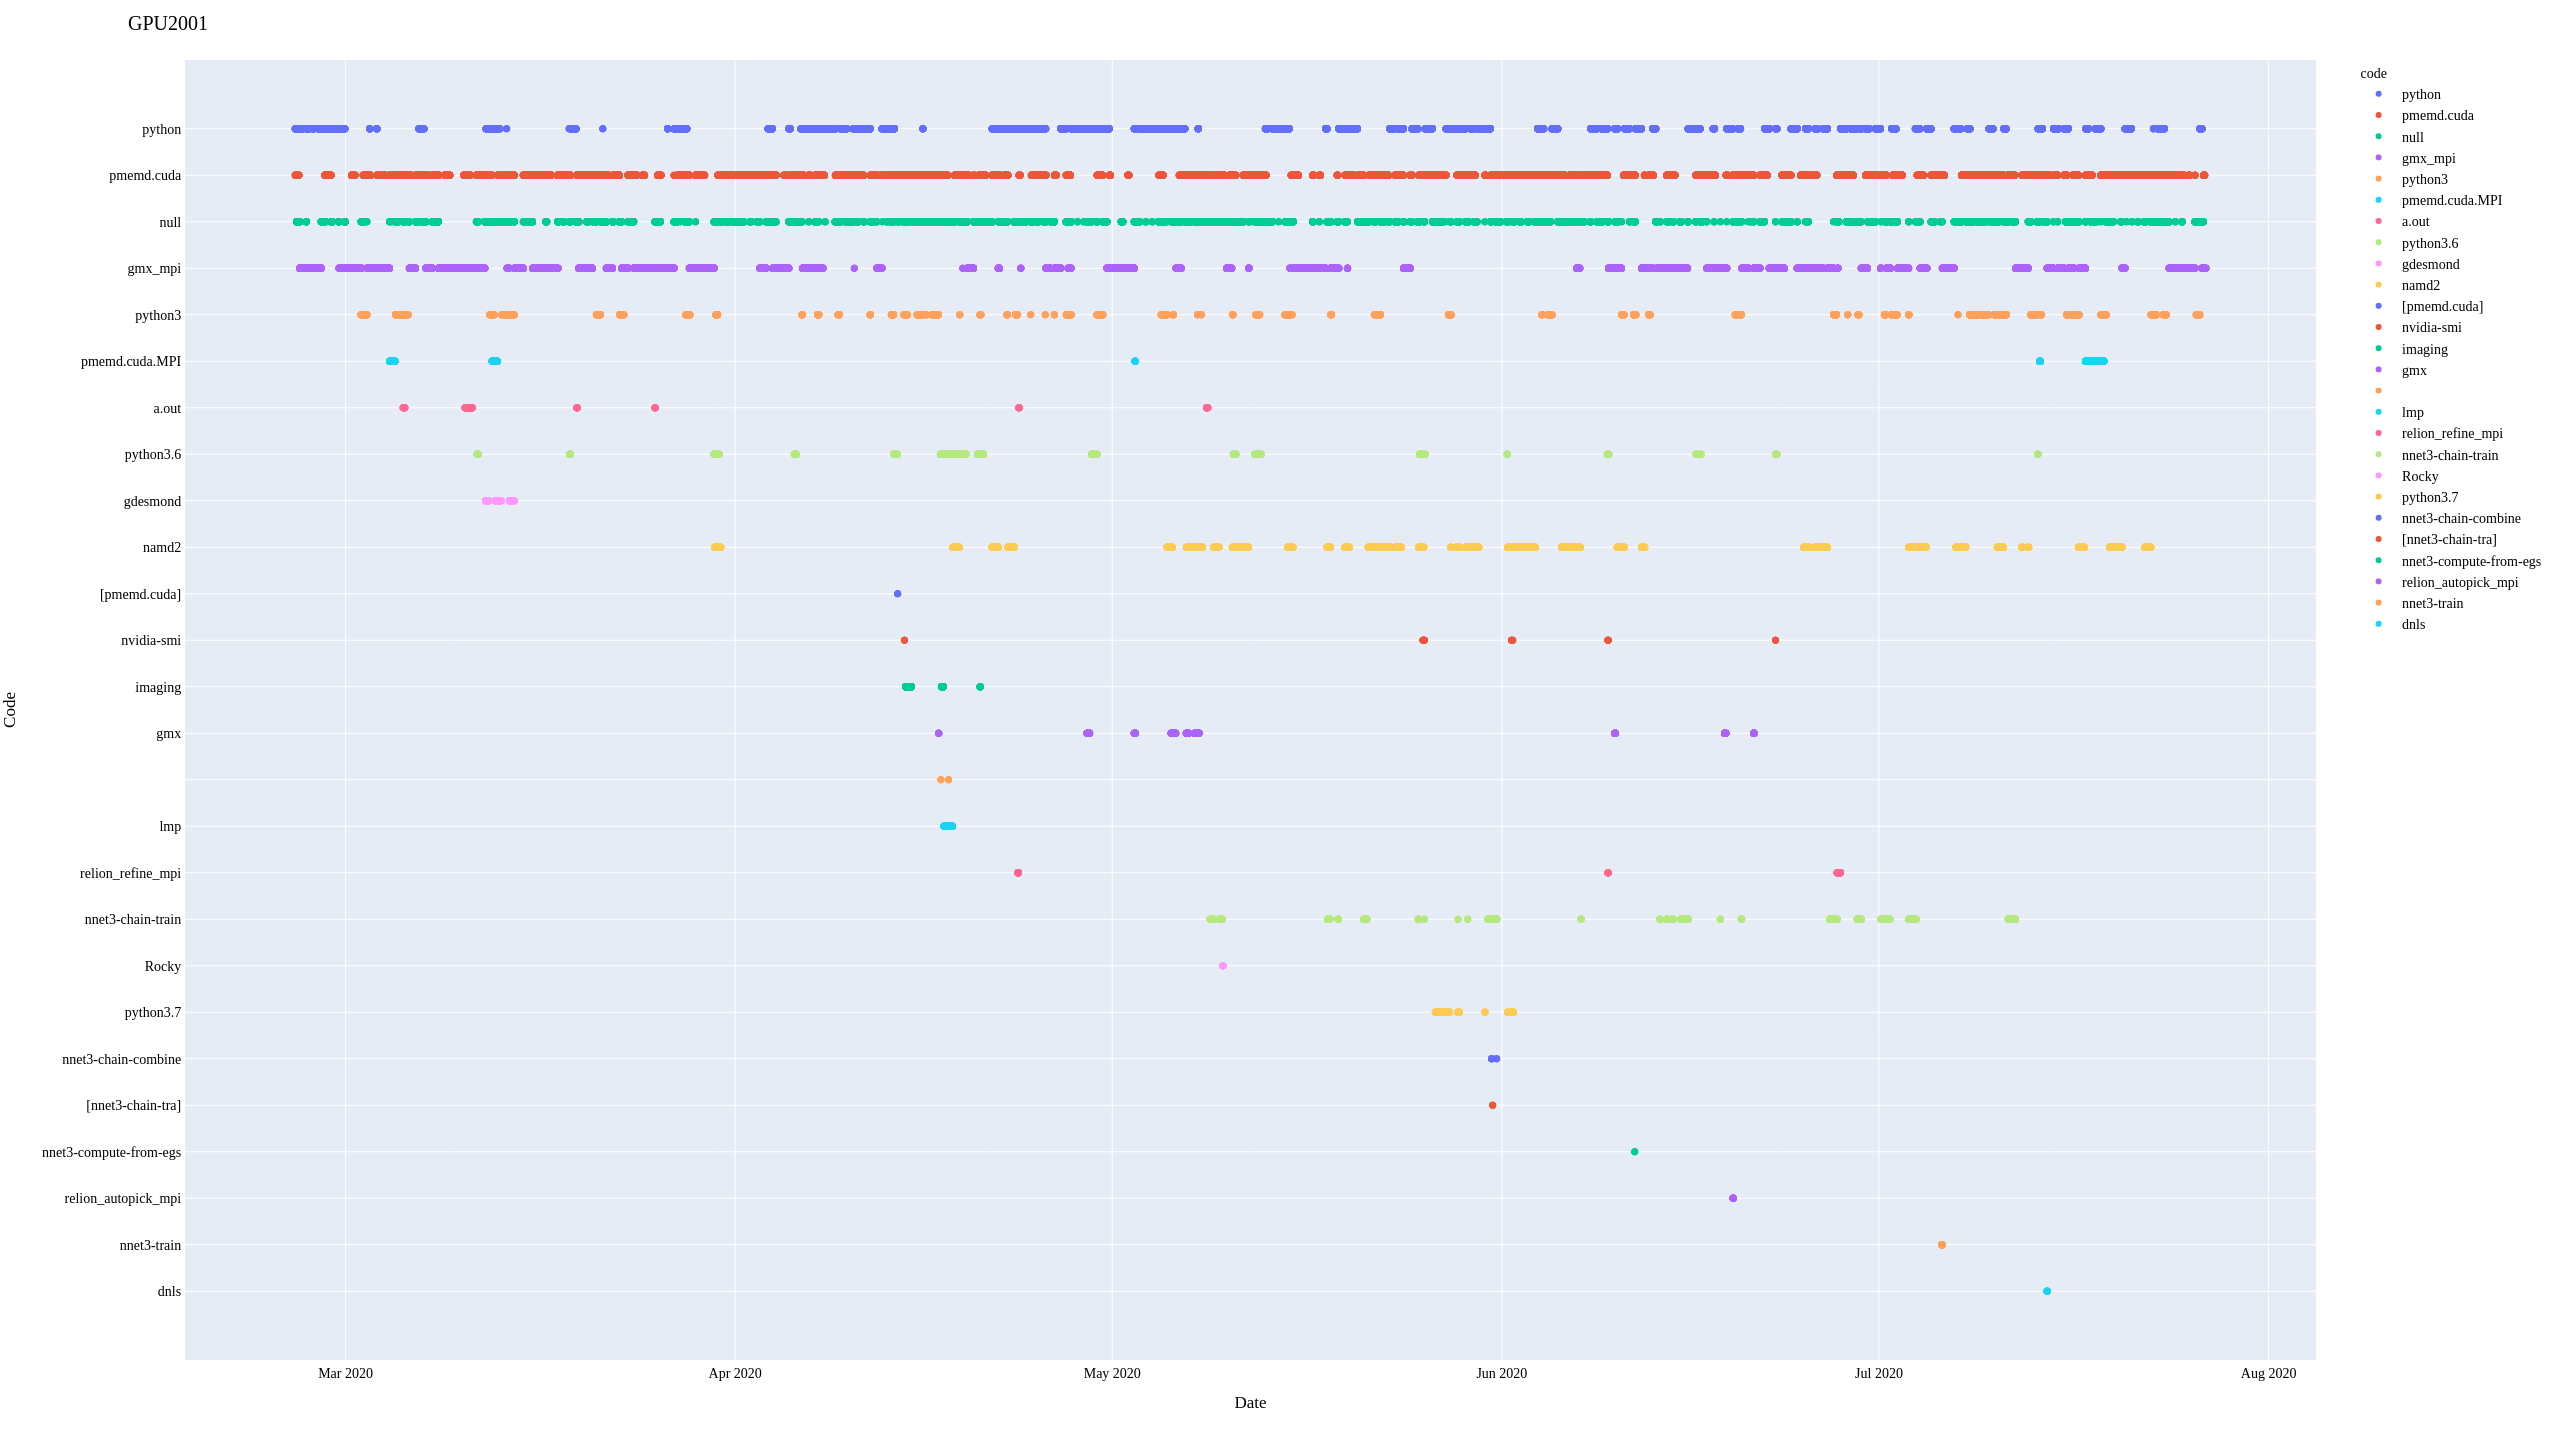 GPU2001
python
pmemd.cuda
null
gmx_mpi
python3
pmemd.cuda.MPI
a.out
python3.6
gdesmond
namd2
[pmemd.cuda]
nvidia-smi
imaging
gmx
lmp
relion_refine_mpi
nnet3-chain-train
Rocky
python3.7
nnet3-chain-combine
[nnet3-chain-tra]
nnet3-compute-from-egs
relion_autopick_mpi
nnet3-train
dnls
Code
Mar 2020
Apr 2020
May 2020
Jun 2020
Jul 2020
Aug 2020
Date
code
python
pmemd.cuda
null
gmx_mpi
python3
pmemd.cuda.MPI
a.out
python3.6
gdesmond
namd2
[pmemd.cuda]
nvidia-smi
imaging
gmx
lmp
relion_refine_mpi
nnet3-chain-train
Rocky
python3.7
nnet3-chain-combine
[nnet3-chain-tra]
nnet3-compute-from-egs
relion_autopick_mpi
nnet3-train
dnls